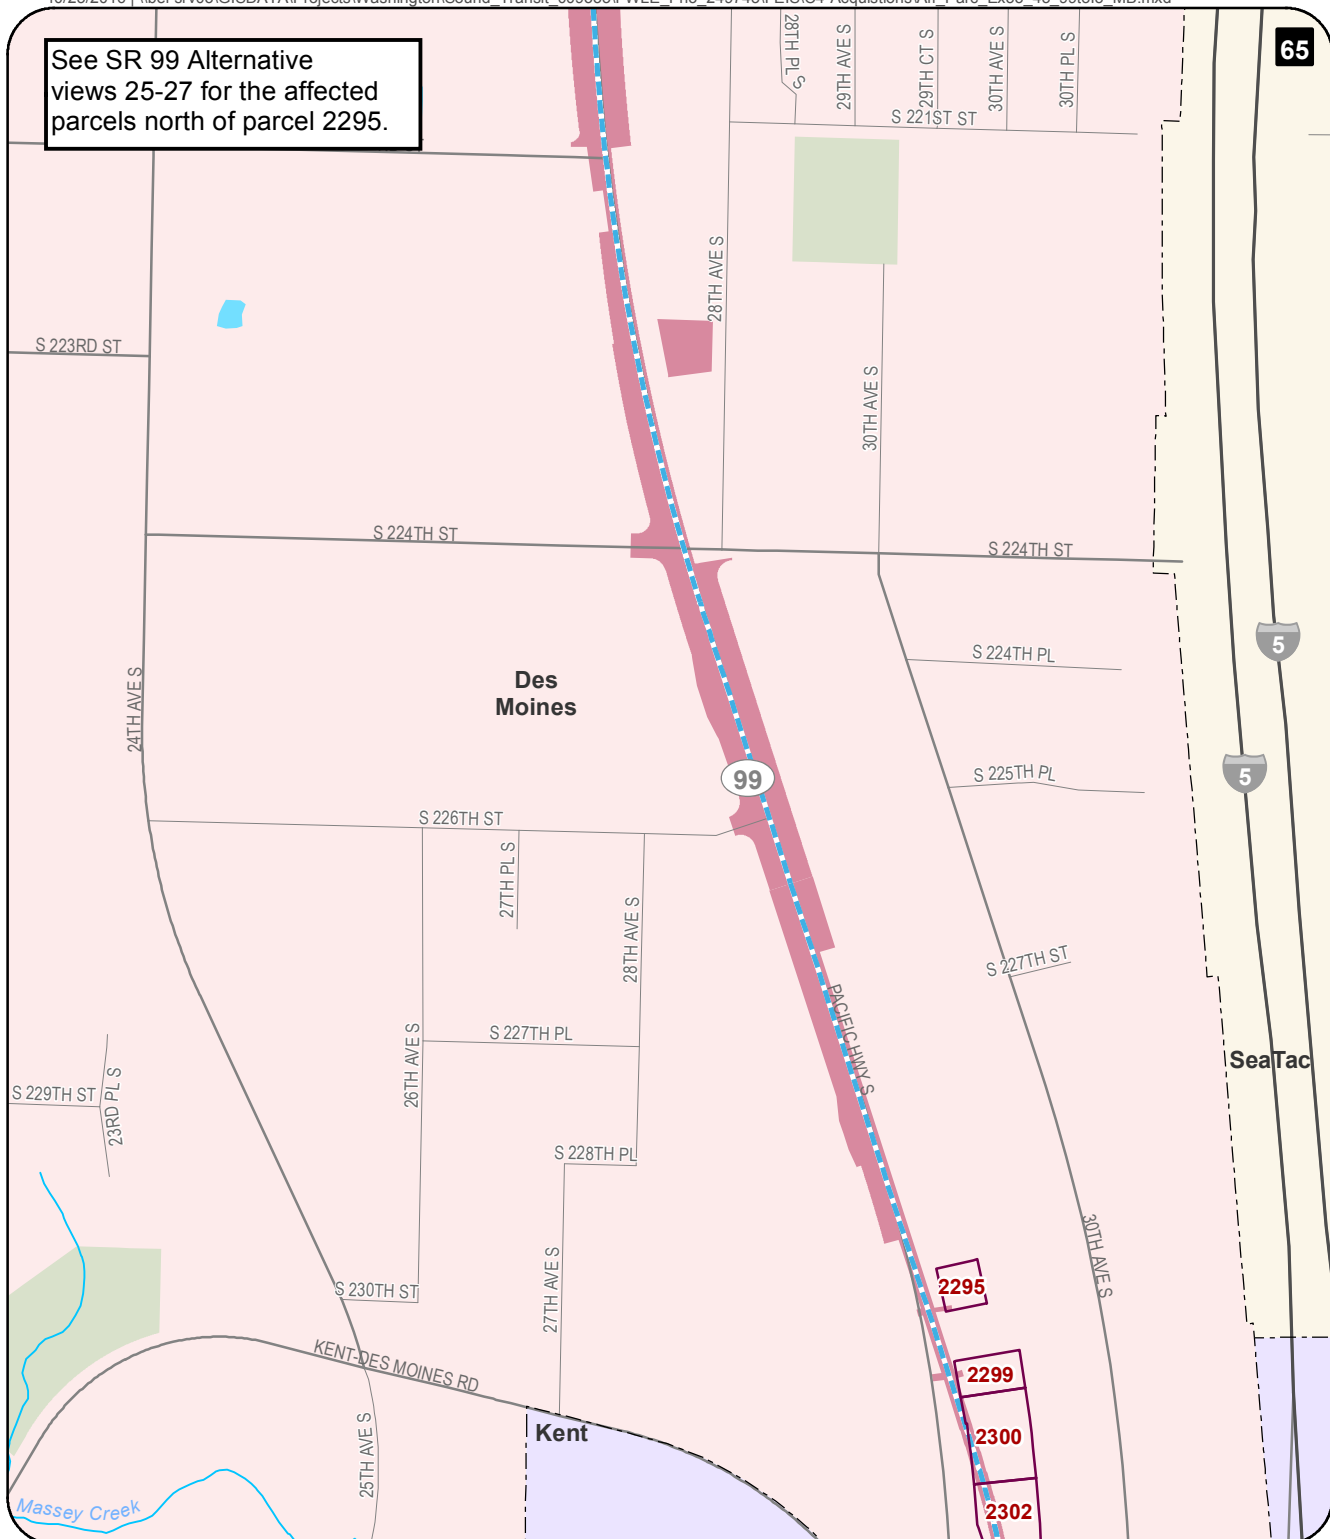 See SR 99 Alternative
views 25-27 for the affected
parcels north of parcel 2295.
65
28TH PL S
29TH AVE S
29TH CT S
30TH AVE S
30TH PL S
S 221ST ST
28TH AVE S
S 223RD ST
30TH AVE S
S 224TH ST
S 224TH ST
5
S 224TH PL
Des
Moines
24TH AVE S
99
S 225TH PL
5
S 226TH ST
27TH PL S
28TH AVE S
S 227TH ST
PACIFIC HWY S
S 227TH PL
26TH AVE S
SeaTac
S 229TH ST
23RD PL S
S 228TH PL
30TH AVE S
2295
S 230TH ST
27TH AVE S
KENT-DES MOINES RD
2299
Kent
2300
25TH AVE S
Massey Creek
2302